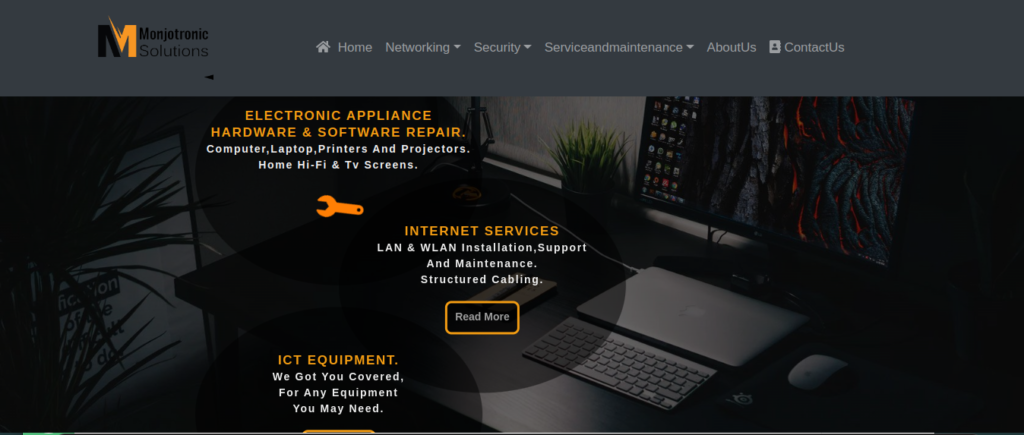 Monjotronic
Solutions
Home Networking Security Serviceandmaintenance AboutUs ContactUs
ELECTRONIC APPLIANCE
HARDWARE & SOFTWARE REPAIR.
Computer,Laptop,Printers And Projectors.
Home Hi-Fi & Tv Screens.
INTERNET SERVICES
LAN & WLAN Installation,Support
And Maintenance.
Structured Cabling.
Read More
ICT EQUIPMENT.
We Got You Covered,
For Any Equipment
You May Need.